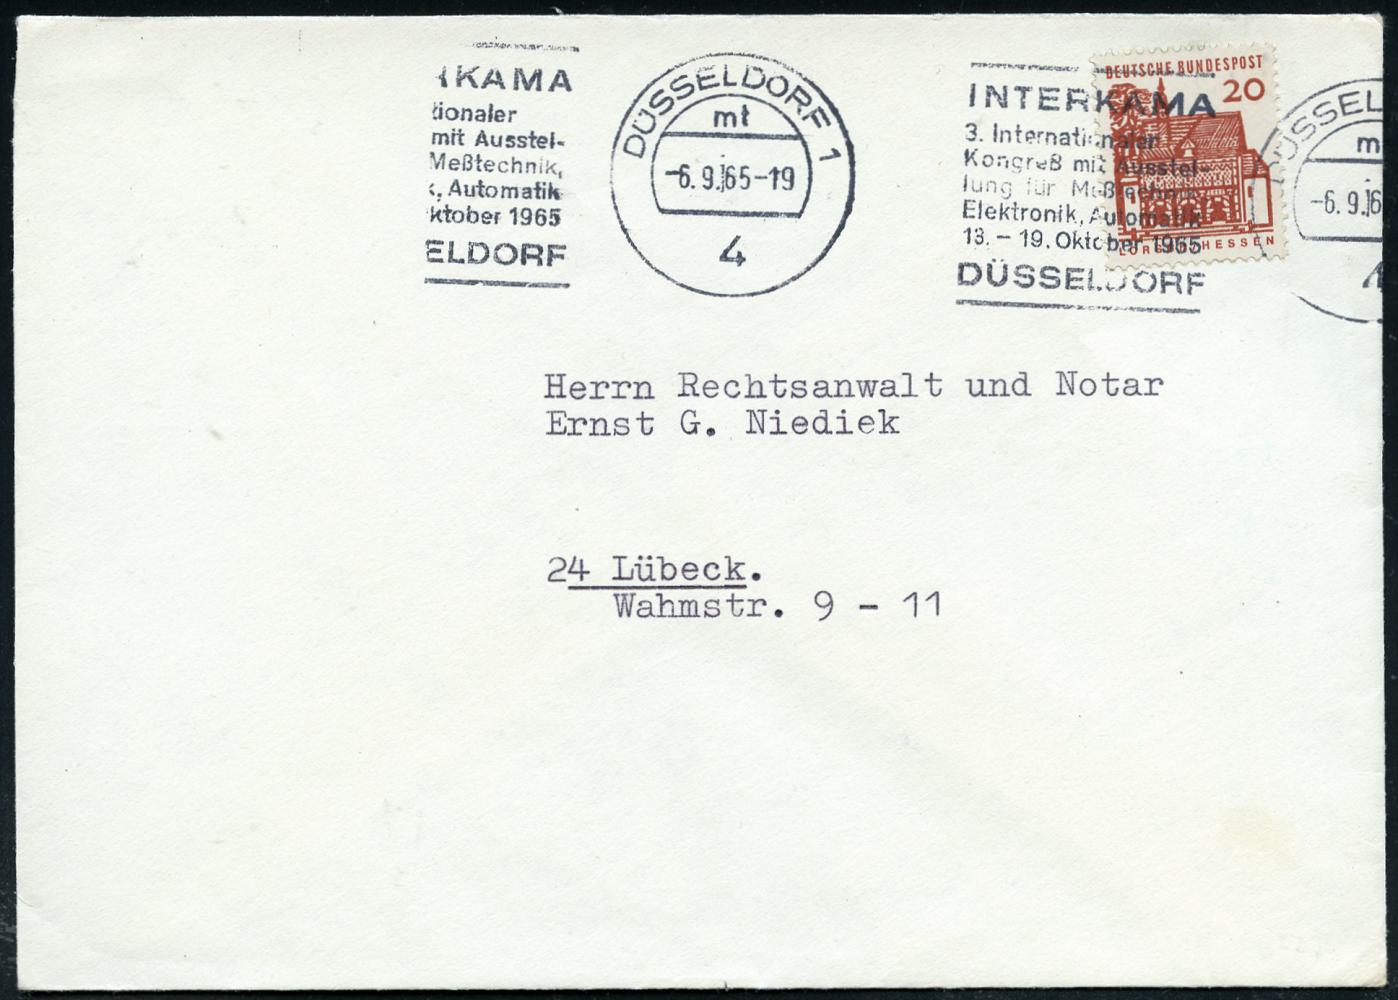 IKAMA
tionaler
mit Ausstel-
Meßtechnik,
, Automatik
ktober 1965
ELDORF
DÜSSELDORF 1
mt
-6.9.65-19
4
INTERKAMA
3. Internationaler
Kongreß mit Ausstel-
lung für Meßtechnik,
Elektronik, Automatik
13. - 19. Oktober 1965
DÜSSELDORF
DEUTSCHE BUNDESPOST
20
LORSCH/HESSEN
DÜSSEL
m
-6.9.6
Herrn Rechtsanwalt und Notar
Ernst G. Niediek
24 Lübeck.
Wahmstr. 9 - 11